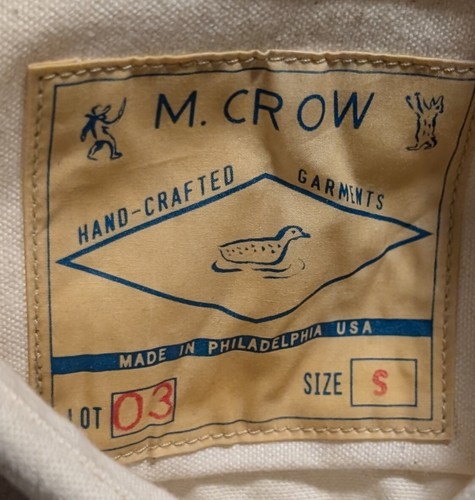 M. CROW
HAND-CRAFTED GARMENTS
MADE IN PHILADELPHIA USA
LOT 03
SIZE S